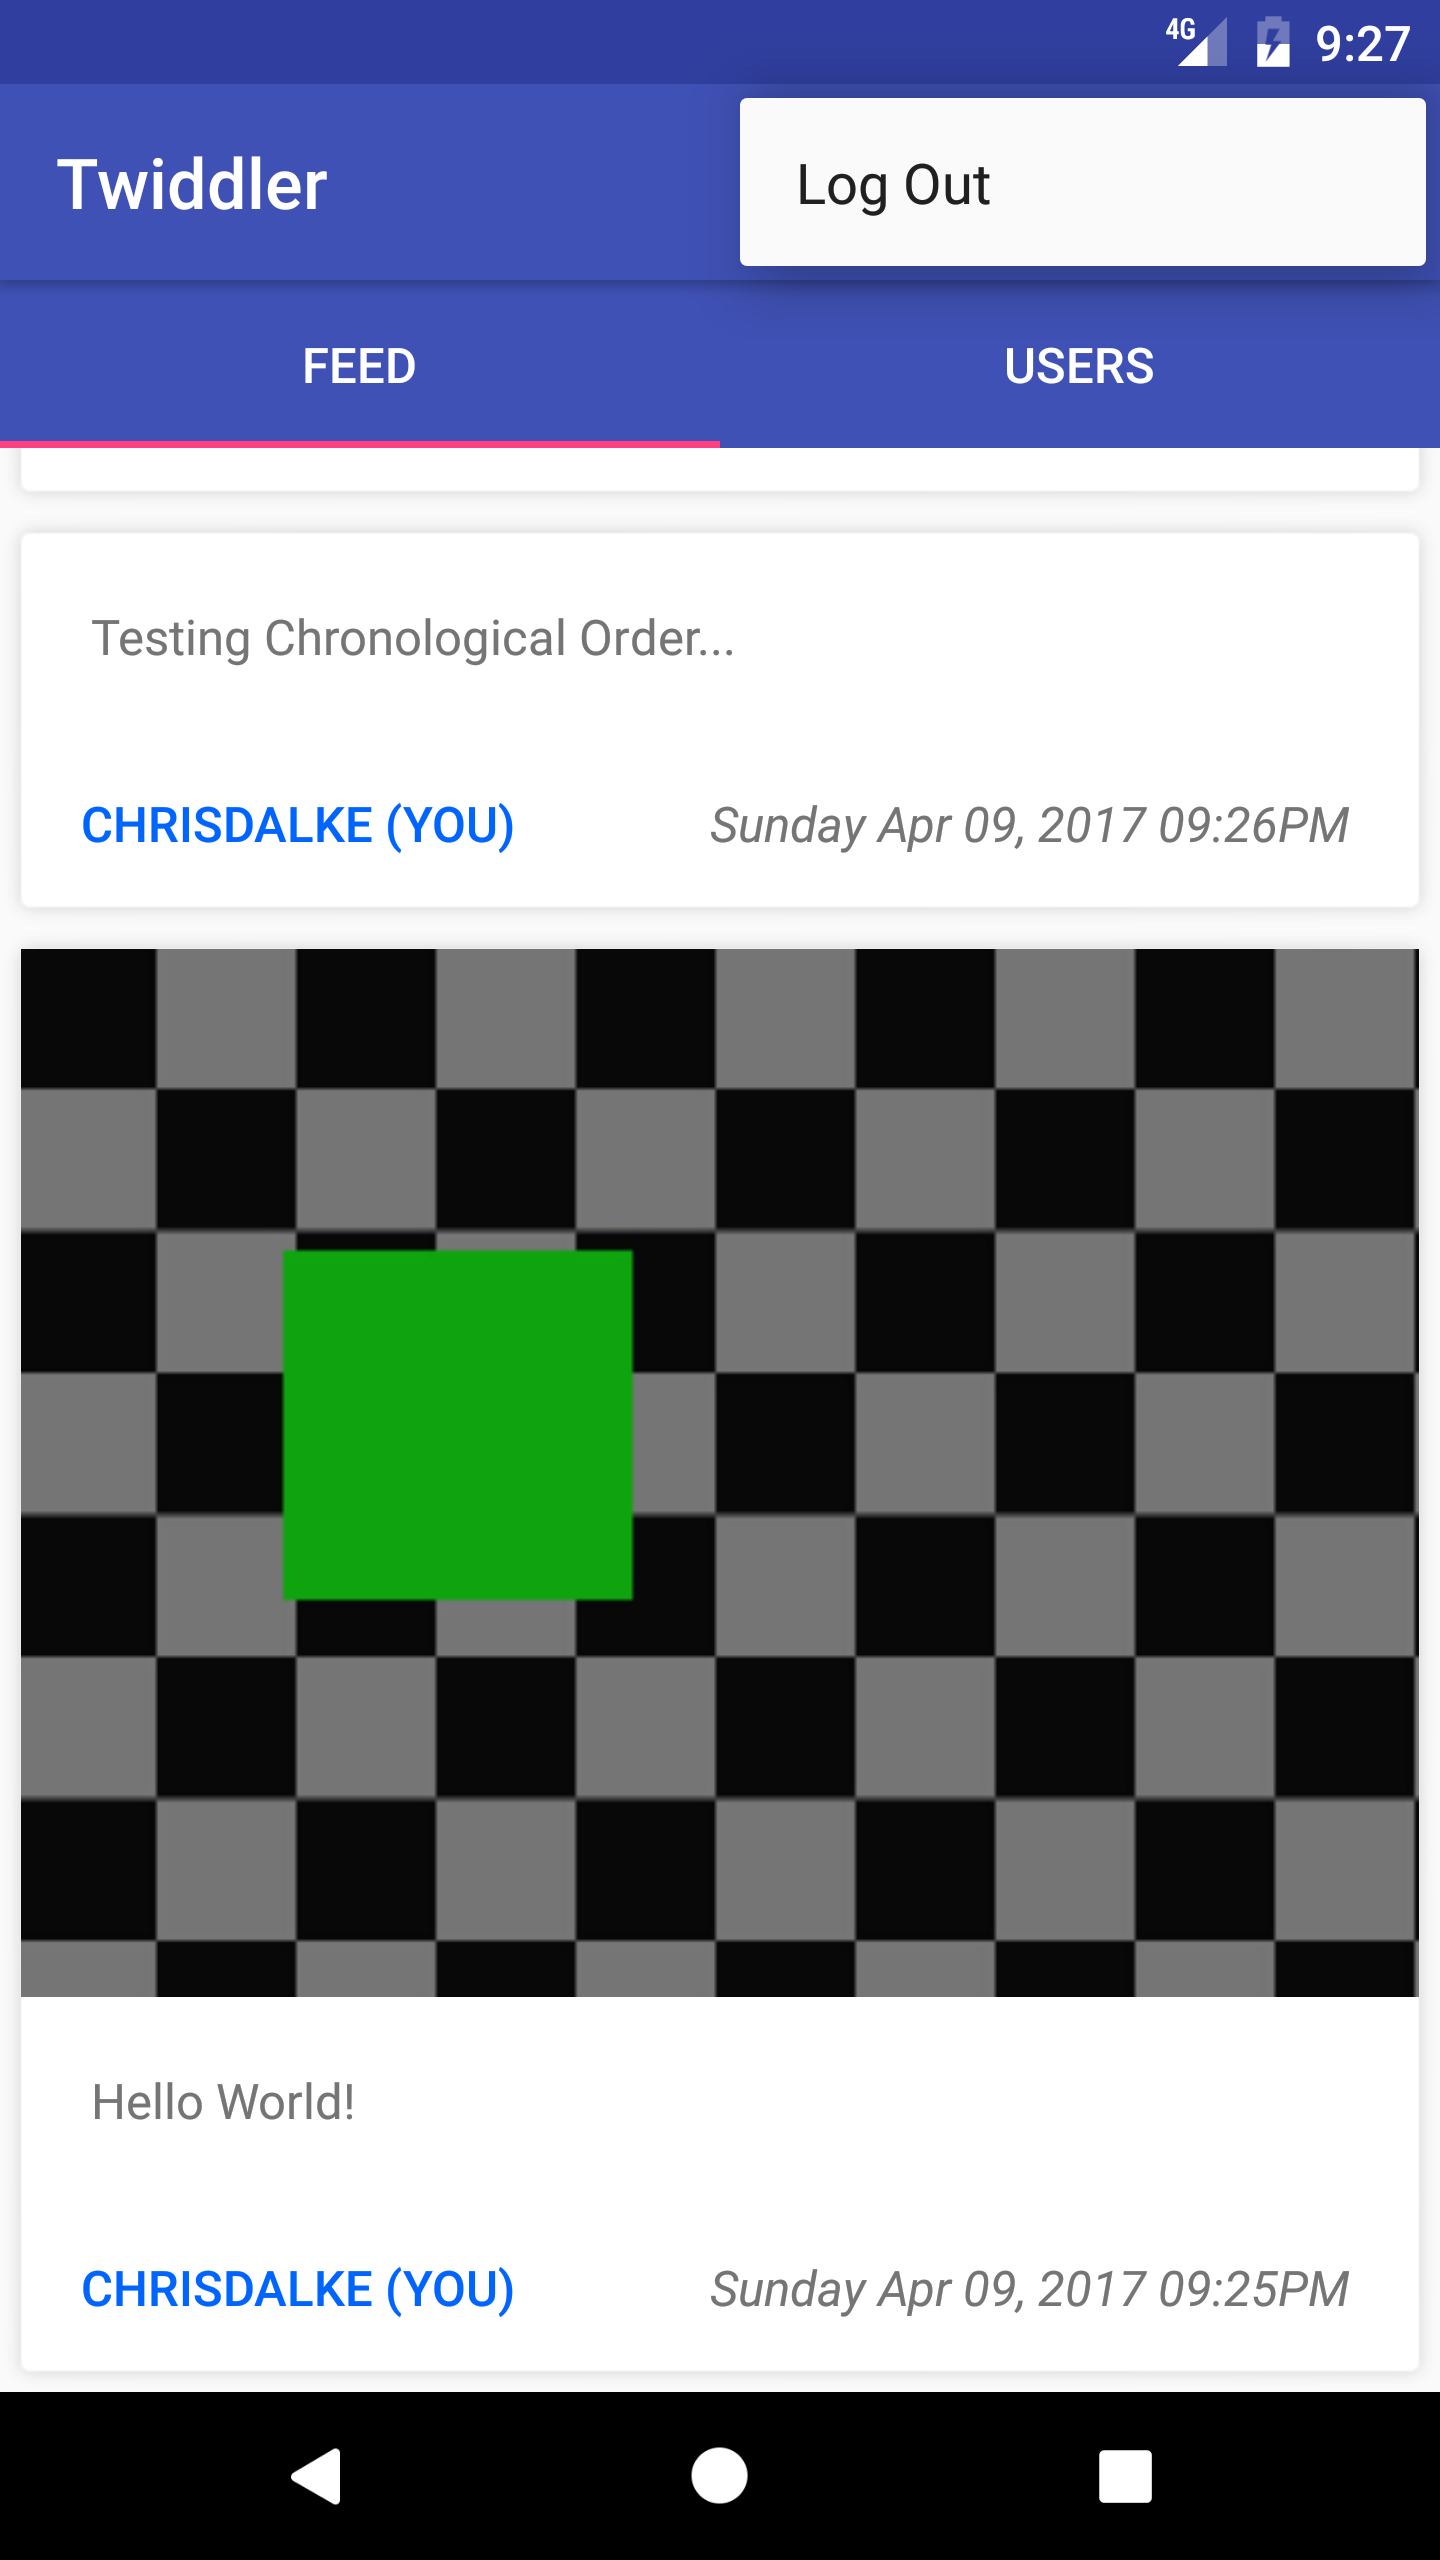 4G 9:27
Twiddler
Log Out
FEED USERS
Testing Chronological Order...
CHRISDALKE (YOU) Sunday Apr 09, 2017 09:26PM
Hello World!
CHRISDALKE (YOU) Sunday Apr 09, 2017 09:25PM